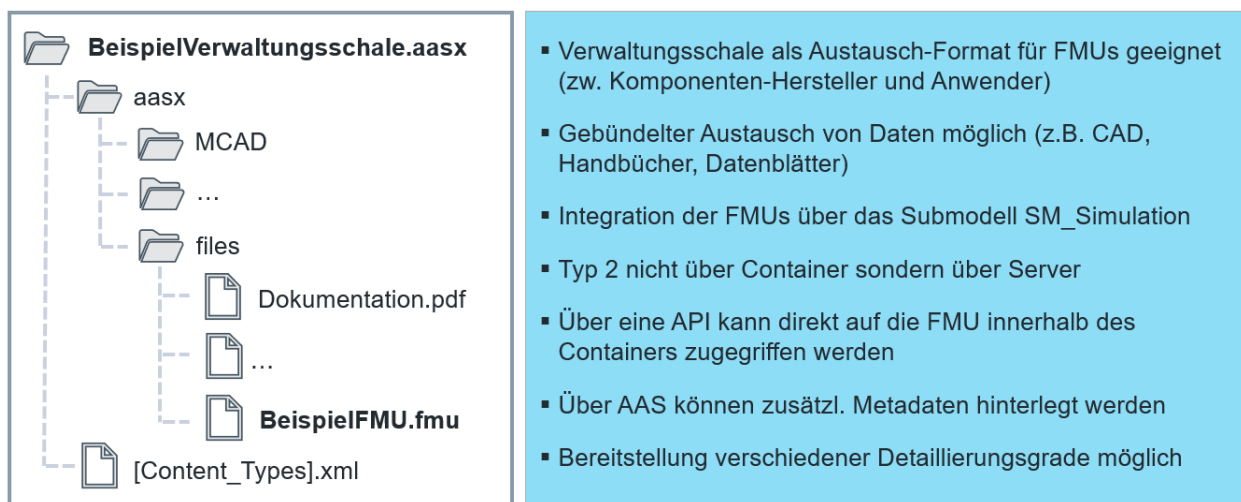 BeispielVerwaltungsschale.aasx
aasx
MCAD
...
files
Dokumentation.pdf
...
BeispielFMU.fmu
[Content_Types].xml
▪ Verwaltungsschale als Austausch-Format für FMUs geeignet
(zw. Komponenten-Hersteller und Anwender)
▪ Gebündelter Austausch von Daten möglich (z.B. CAD,
Handbücher, Datenblätter)
▪ Integration der FMUs über das Submodell SM_Simulation
▪ Typ 2 nicht über Container sondern über Server
▪ Über eine API kann direkt auf die FMU innerhalb des
Containers zugegriffen werden
▪ Über AAS können zusätzl. Metadaten hinterlegt werden
▪ Bereitstellung verschiedener Detaillierungsgrade möglich